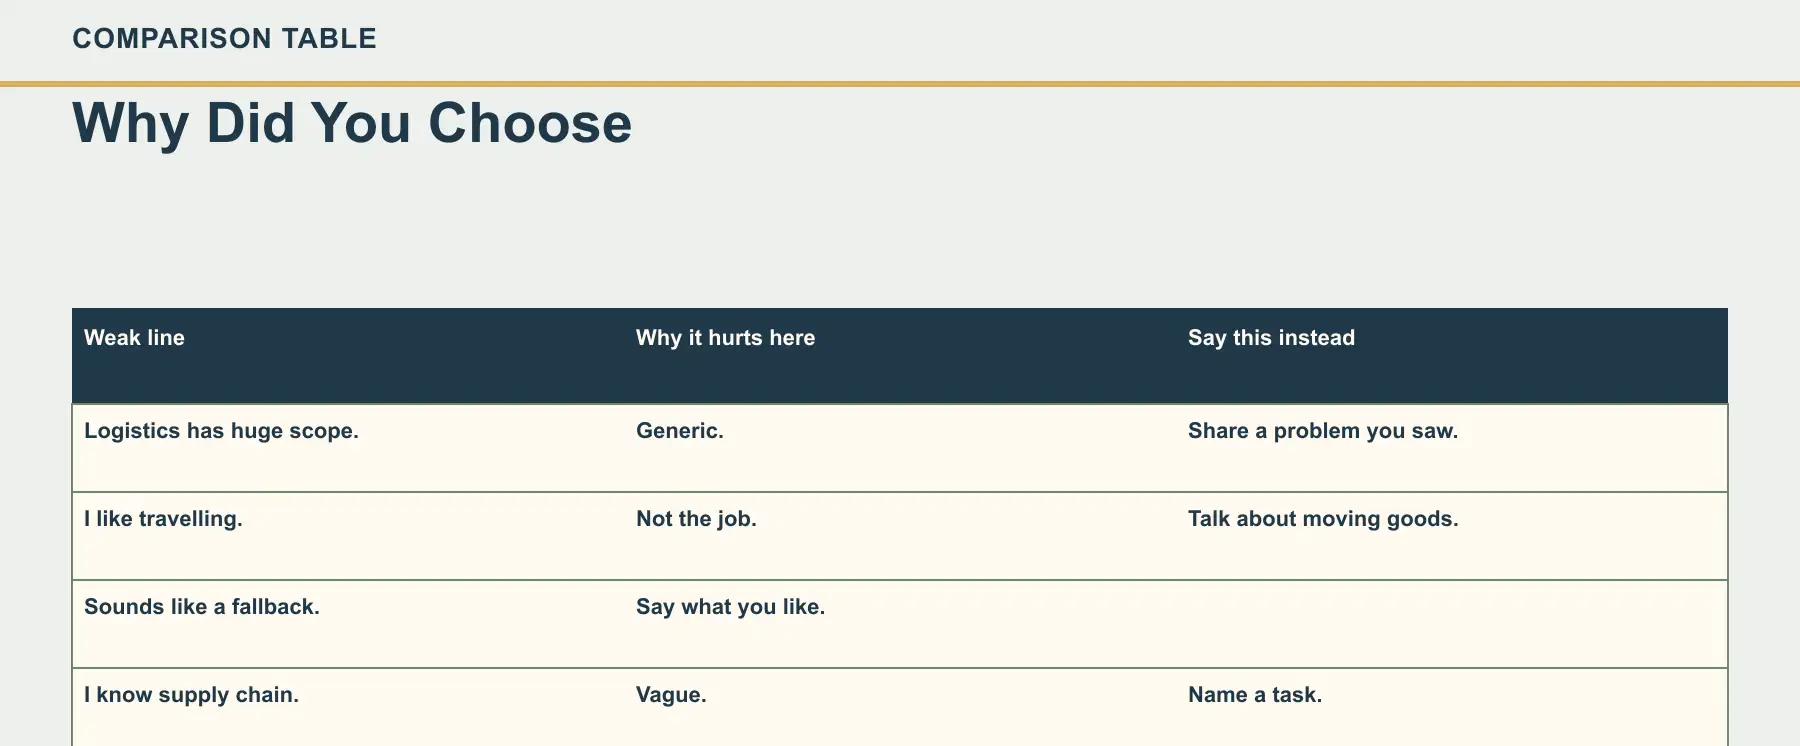 COMPARISON TABLE
Why Did You Choose
Weak line Why it hurts here Say this instead
Logistics has huge scope. Generic. Share a problem you saw.
I like travelling. Not the job. Talk about moving goods.
Sounds like a fallback. Say what you like.
I know supply chain. Vague. Name a task.